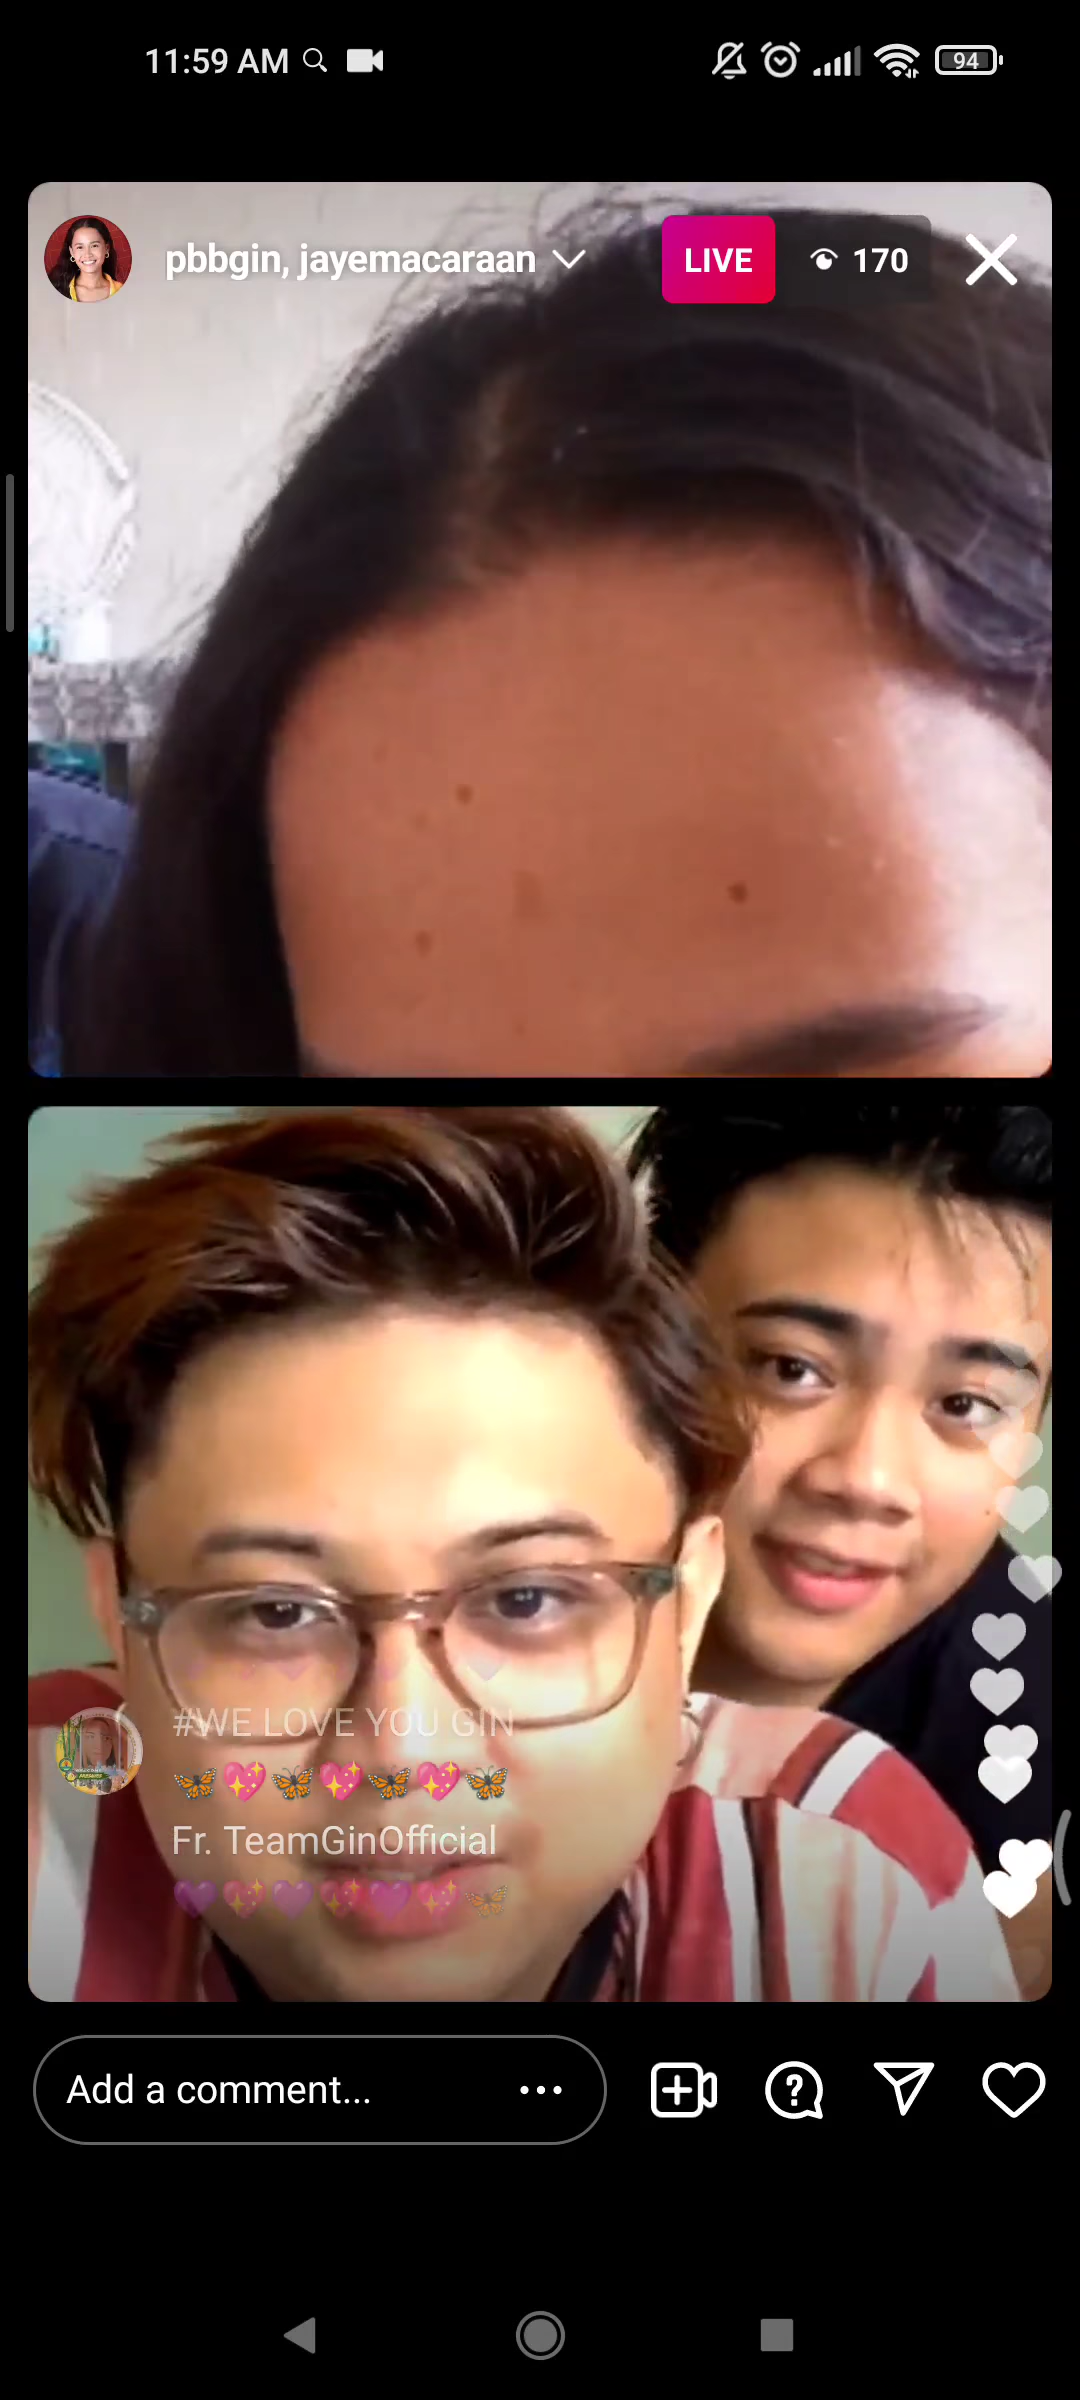 11:59 AM
94
pbbgin, jayemacaraan
LIVE
170
#WE LOVE YOU GIN
🦋💖🦋💖🦋💖🦋
Fr. TeamGinOfficial
💜💖💜💖💜💖🦋
Add a comment...